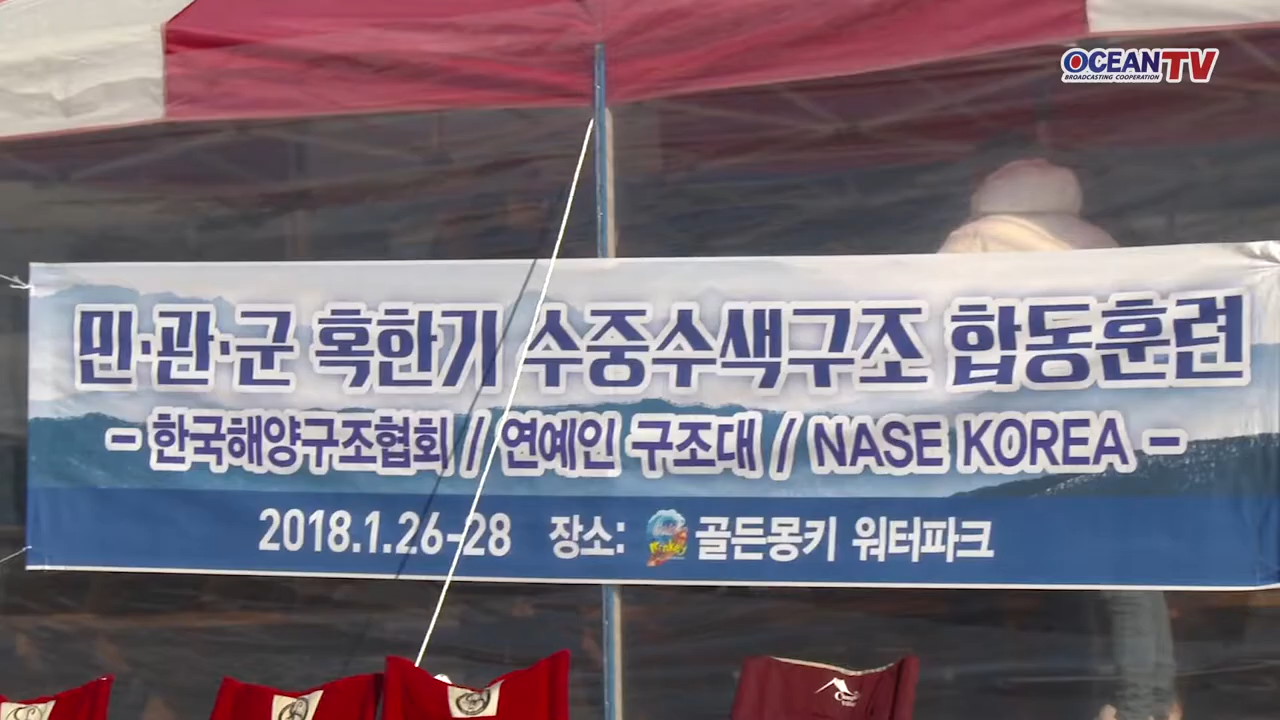 OCEANTV
BROADCASTING COOPERATION
민·관·군 혹한기 수중수색구조 합동훈련
- 한국해양구조협회 / 연예인 구조대 / NASE KOREA -
2018.1.26-28 장소: 골든몽키 워터파크